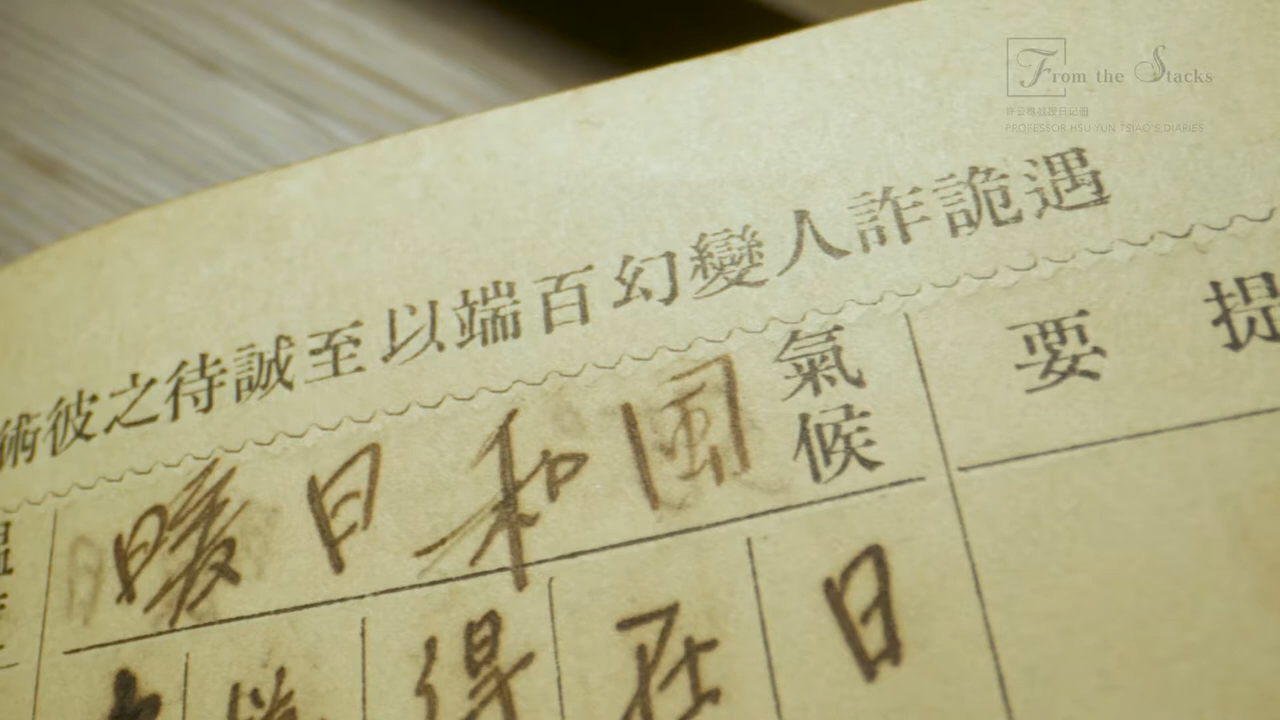 From the Stacks
許雲樵教授日記簿
PROFESSOR HSU YUN TSIAO'S DIARIES
遇詭詐人變幻百端以至誠待之彼術
提要
氣候
風和日暖
日
在
得